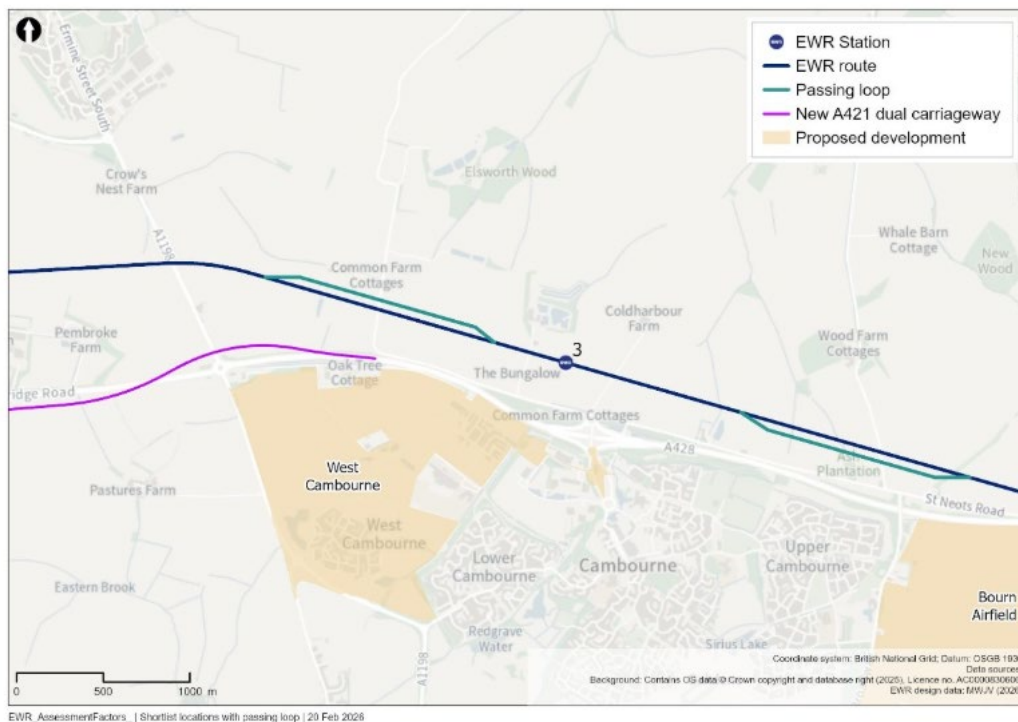 Ermine Street South
Crow's
Nest Farm
A1198
Elsworth Wood
Common Farm
Cottages
Pembroke
Farm
ridge Road
Oak Tree
Cottage
The Bungalow
3
Coldharbour
Farm
Whale Barn
Cottage
New
Wood
Wood Farm
Cottages
Common Farm Cottages
A428
Ash
Plantation
St Neots Road
West
Cambourne
Pastures Farm
West
Cambourne
Lower
Cambourne
Cambourne
Upper
Cambourne
Bourn
Airfield
Eastern Brook
Redgrave
Water
A1198
Sirius Lake
EWR Station
EWR route
Passing loop
New A421 dual carriageway
Proposed development
0 500 1000 m
Coordinate system: British National Grid; Datum: OSGB 193
Data sources
Background: Contains OS data © Crown copyright and database right (2025), Licence no.
EWR design data: MWJV (2026
EWR_AssessmentFactors_ | Shortlist locations with passing loop | 20 Feb 2026